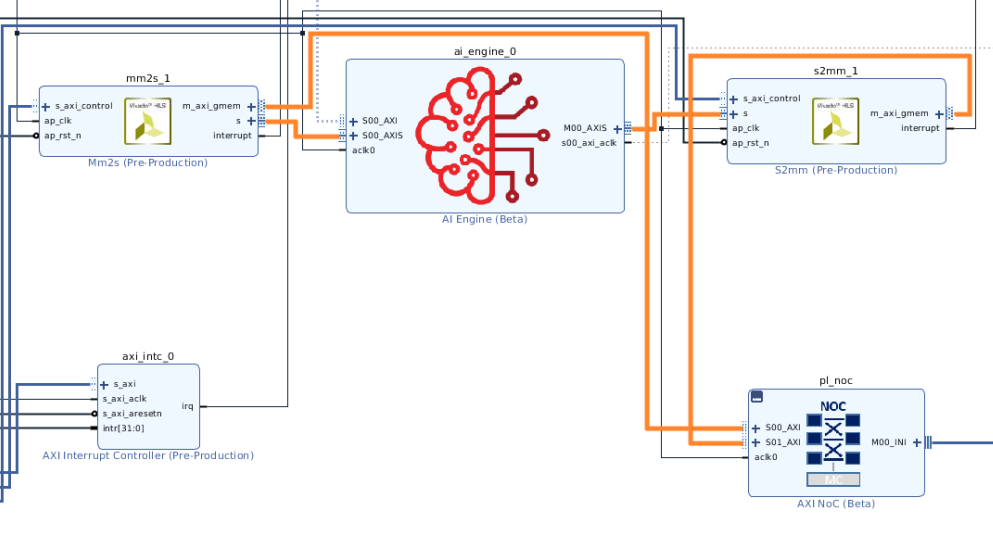 mm2s_1
s_axi_control
ap_clk
ap_rst_n
m_axi_gmem
s
interrupt
Vivado™ HLS
Mm2s (Pre-Production)
ai_engine_0
S00_AXI
S00_AXIS
aclk0
M00_AXIS
s00_axi_aclk
AI Engine (Beta)
s2mm_1
s_axi_control
s
ap_clk
ap_rst_n
m_axi_gmem
interrupt
Vivado™ HLS
S2mm (Pre-Production)
axi_intc_0
s_axi
s_axi_aclk
s_axi_aresetn
intr[31:0]
irq
AXI Interrupt Controller (Pre-Production)
pl_noc
S00_AXI
S01_AXI
aclk0
NOC
MC
M00_INI
AXI NoC (Beta)